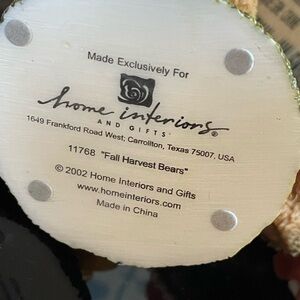 Made Exclusively For
home interiors®
AND GIFTS
1649 Frankford Road West; Carrollton, Texas 75007, USA
11768 "Fall Harvest Bears"
© 2002 Home Interiors and Gifts
www.homeinteriors.com
Made in China